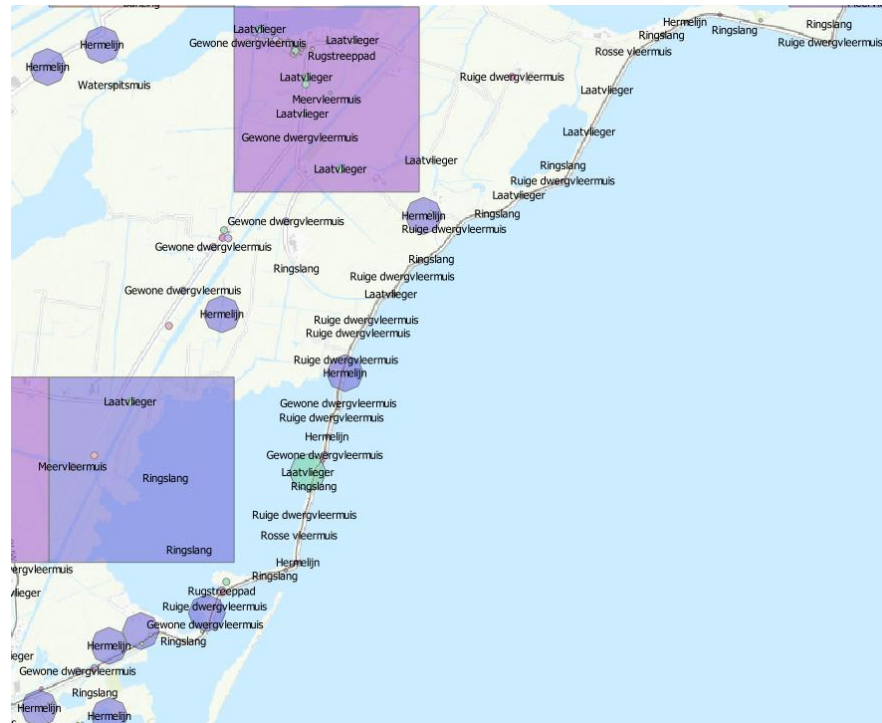 Hermelijn
Ringslang
Laatvlieger
Ringslang
Ringslang
Hermelijn
Gewone dwergvleermuis
Laatvlieger
Ruige dwergvleermuis
Rugstreeppad
Rosse vleermuis
Hermelijn
Laatvlieger
Ruige dwergvleermuis
Waterspitsmuis
Laatvlieger
Meervleermuis
Laatvlieger
Laatvlieger
Gewone dwergvleermuis
Laatvlieger
Laatvlieger
Ringslang
Ruige dwergvleermuis
Laatvlieger
Hermelijn
Ringslang
Gewone dwergvleermuis
Ruige dwergvleermuis
Gewone dwergvleermuis
Ringslang
Ringslang
Ruige dwergvleermuis
Gewone dwergvleermuis
Laatvlieger
Hermelijn
Ruige dwergvleermuis
Ruige dwergvleermuis
Ruige dwergvleermuis
Hermelijn
Laatvlieger
Gewone dwergvleermuis
Ruige dwergvleermuis
Hermelijn
Gewone dwergvleermuis
Meervleermuis
Laatvlieger
Ringslang
Ringslang
Ruige dwergvleermuis
Rosse vleermuis
Ringslang
Hermelijn
wergvleermuis
Ringslang
Rugstreeppad
vlieger
Ruige dwergvleermuis
Gewone dwergvleermuis
Ringslang
Hermelijn
ieger
Gewone dwergvleermuis
Ringslang
Hermelijn
Hermelijn